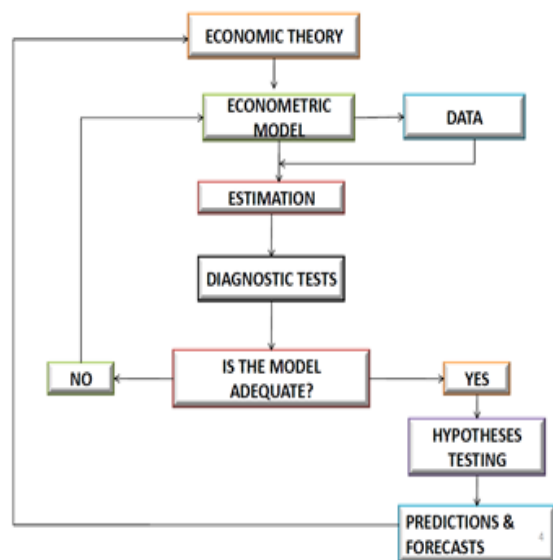 ECONOMIC THEORY
ECONOMETRIC
MODEL
DATA
ESTIMATION
DIAGNOSTIC TESTS
IS THE MODEL
ADEQUATE?
NO
YES
HYPOTHESES
TESTING
PREDICTIONS &
FORECASTS
4